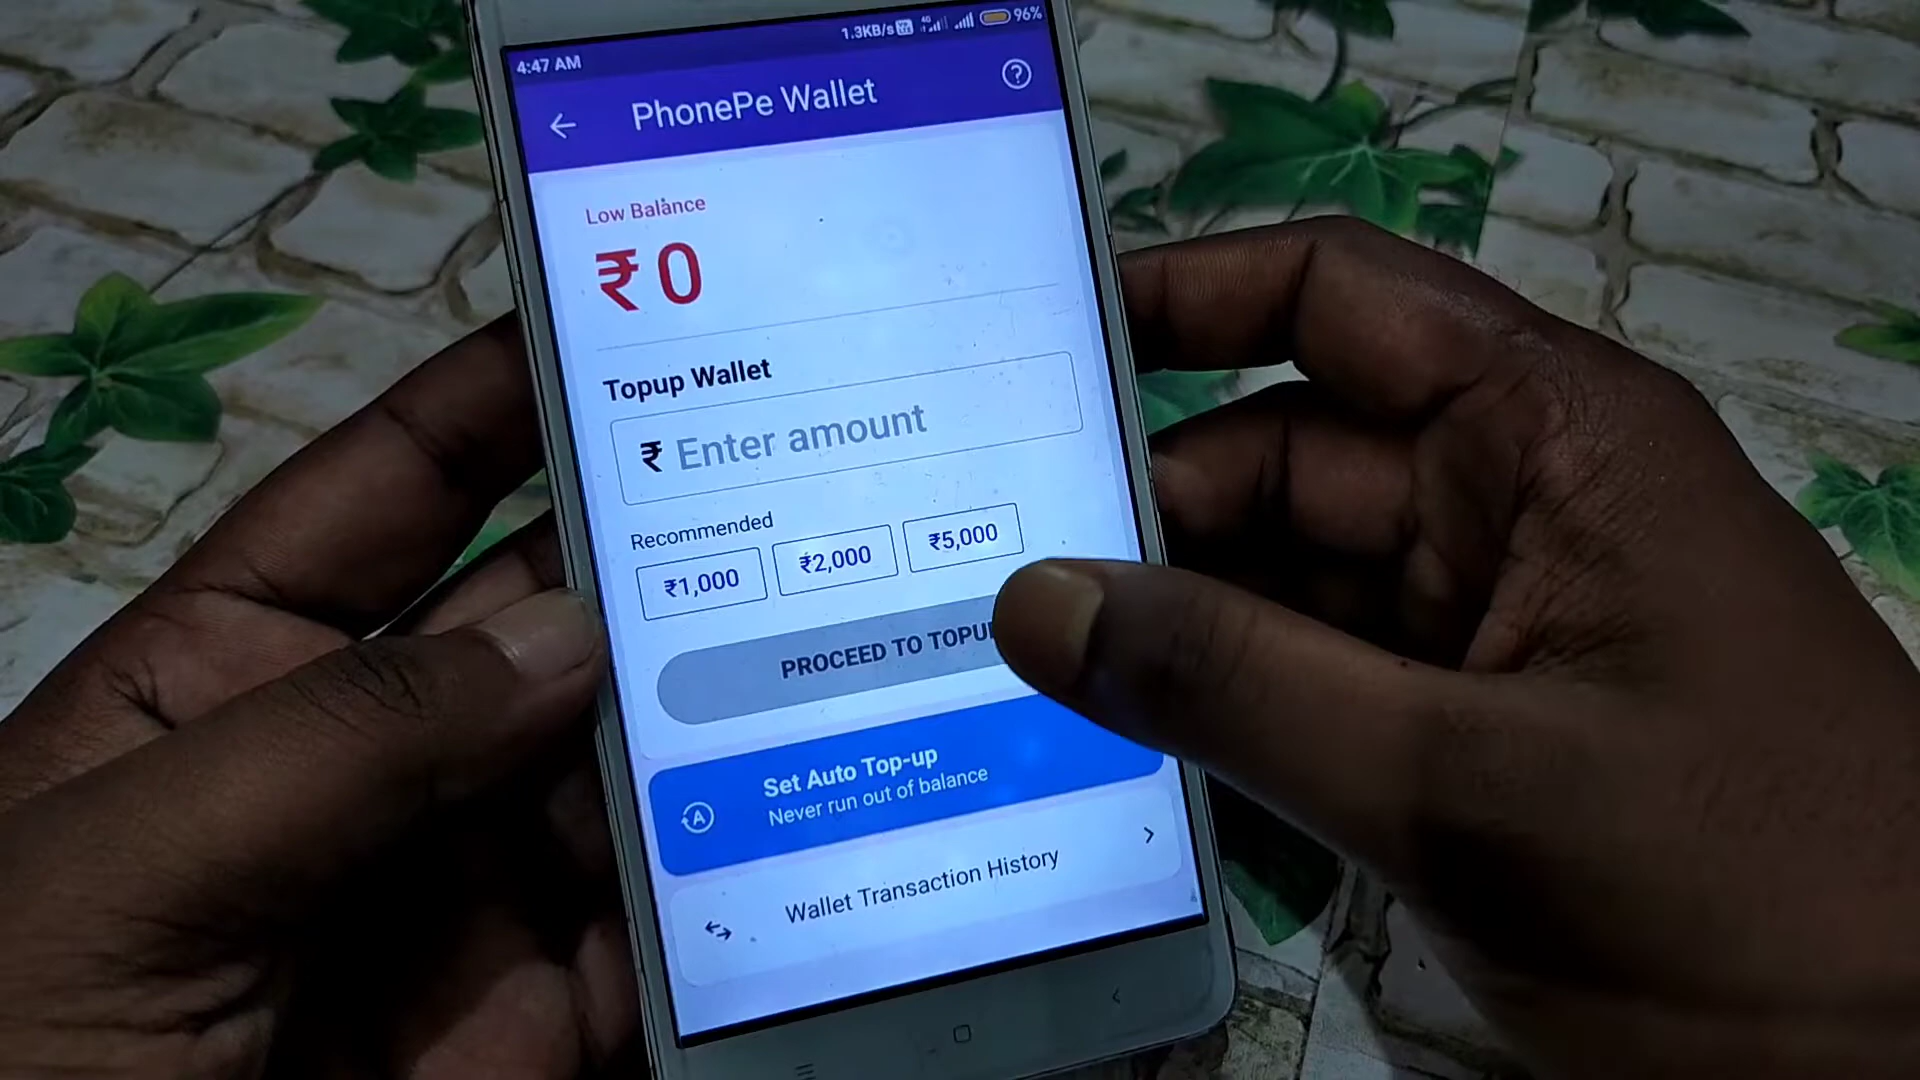 4:47 AM
1.3KB/s 4G 96%
PhonePe Wallet
Low Balance
₹0
Topup Wallet
₹ Enter amount
Recommended
₹1,000 ₹2,000 ₹5,000
PROCEED TO TOPU
Set Auto Top-up
Never run out of balance
Wallet Transaction History